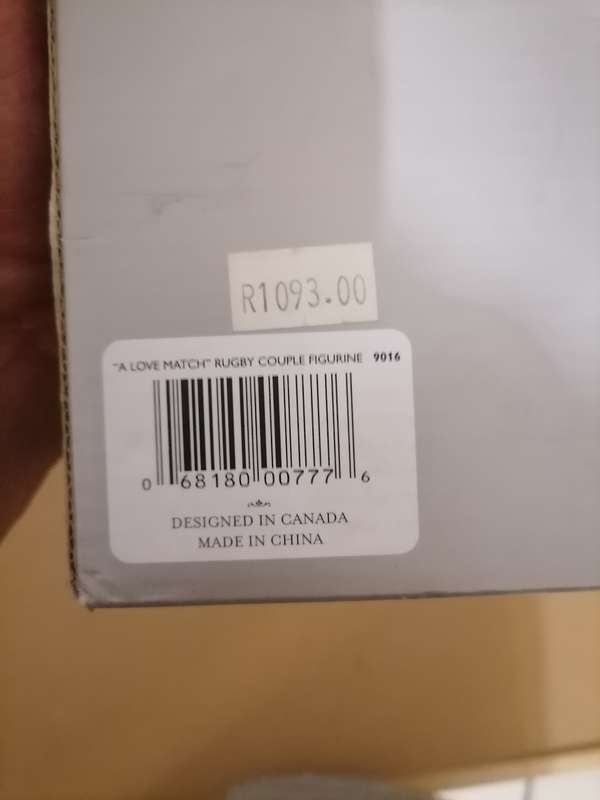 R1093.00
"A LOVE MATCH" RUGBY COUPLE FIGURINE 9016
0 68180 00777 6
DESIGNED IN CANADA
MADE IN CHINA